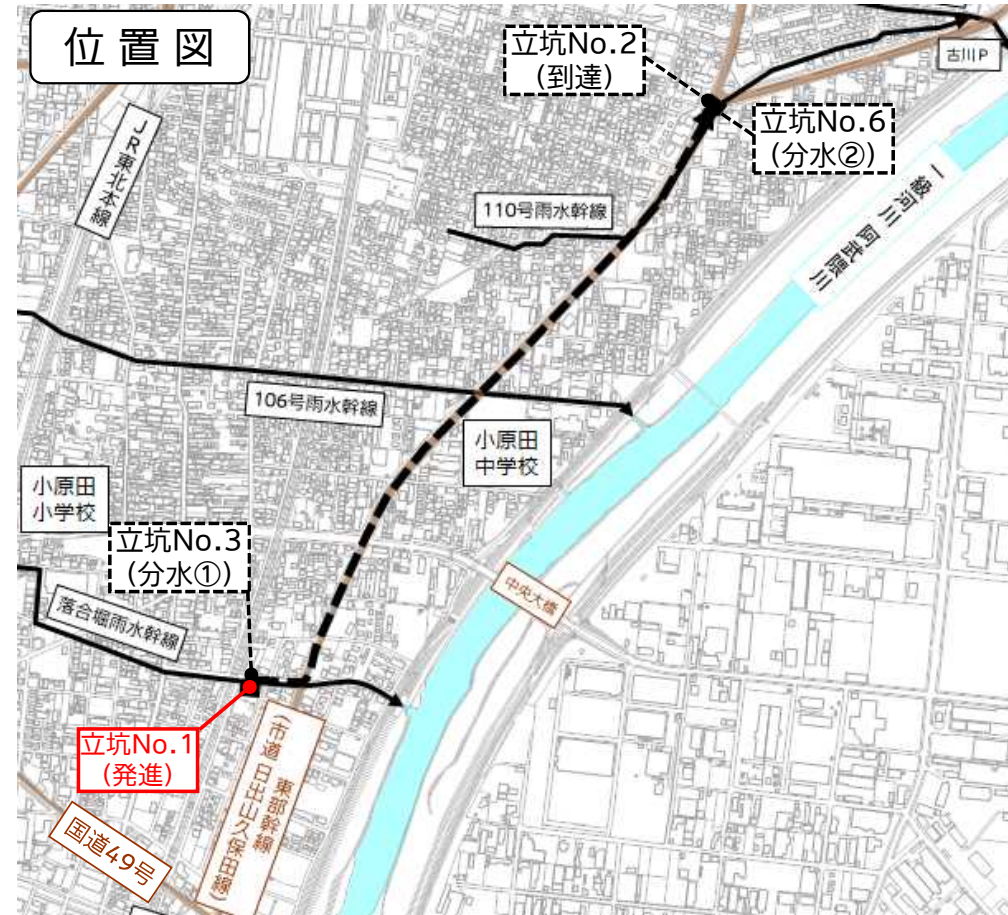 位置図
立坑No.2
(到達)
古川P
立坑No.6
(分水②)
JR東北本線
一級河川 阿武隈川
110号雨水幹線
106号雨水幹線
小原田
中学校
小原田
小学校
立坑No.3
(分水①)
中央大橋
落合堀雨水幹線
立坑No.1
(発進)
東部幹線
(市道 日出山久保田線)
国道49号